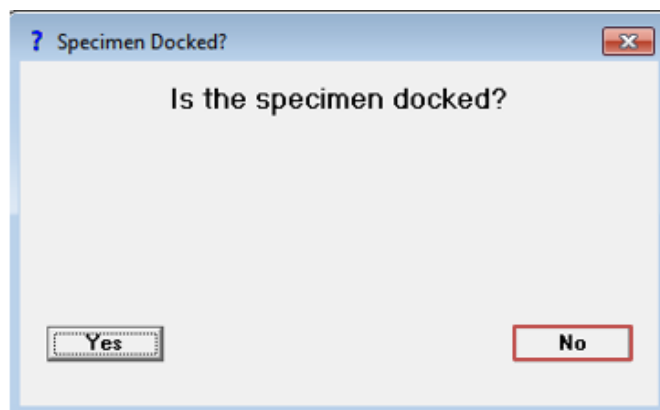 ? Specimen Docked?
Is the specimen docked?
Yes
No